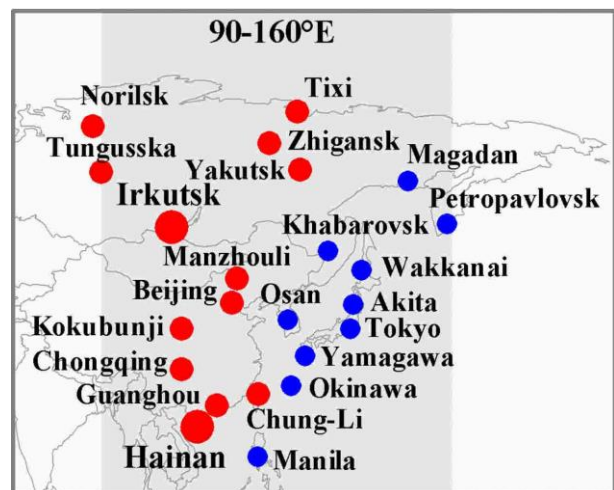 90-160°E
Norilsk
Tixi
Tungusska
Zhigansk
Yakutsk
Magadan
Irkutsk
Petropavlovsk
Khabarovsk
Manzhouli
Wakkanai
Beijing
Osan
Akita
Kokubunji
Tokyo
Chongqing
Yamagawa
Guanghou
Okinawa
Chung-Li
Hainan
Manila